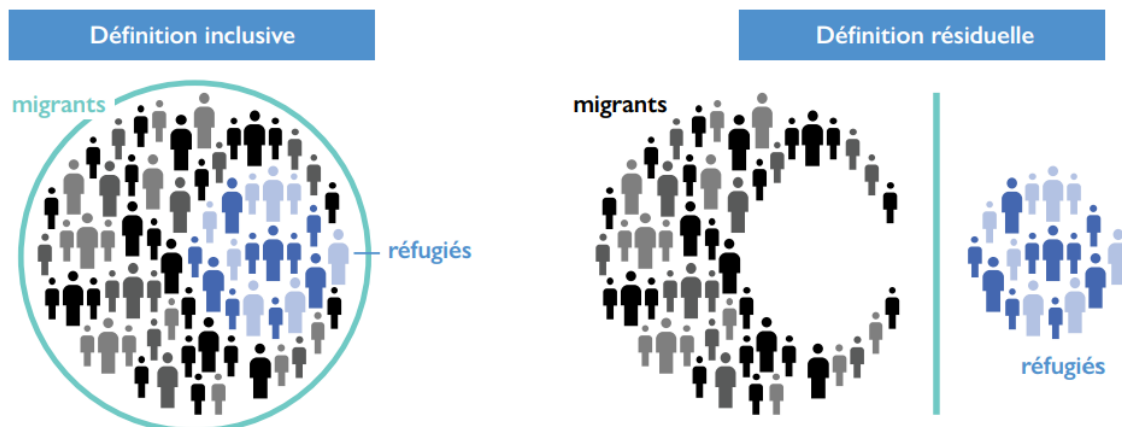 Définition inclusive
Définition résiduelle
migrants
migrants
réfugiés
réfugiés